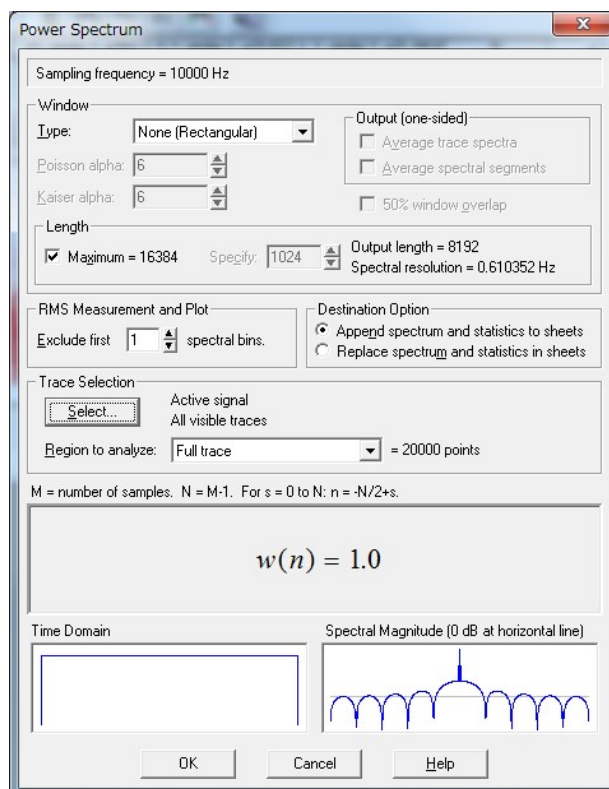 Power Spectrum
Sampling frequency = 10000 Hz
Window
Type: None (Rectangular)
Poisson alpha: 6
Kaiser alpha: 6
Output (one-sided)
Average trace spectra
Average spectral segments
50% window overlap
Length
Maximum = 16384 Specify: 1024
Output length = 8192
Spectral resolution = 0.610352 Hz
RMS Measurement and Plot
Exclude first 1 spectral bins.
Destination Option
Append spectrum and statistics to sheets
Replace spectrum and statistics in sheets
Trace Selection
Select...
Active signal
All visible traces
Region to analyze: Full trace = 20000 points
M = number of samples. N = M-1. For s = 0 to N: n = -N/2+s.
w(n) = 1.0
Time Domain
Spectral Magnitude (0 dB at horizontal line)
OK Cancel Help